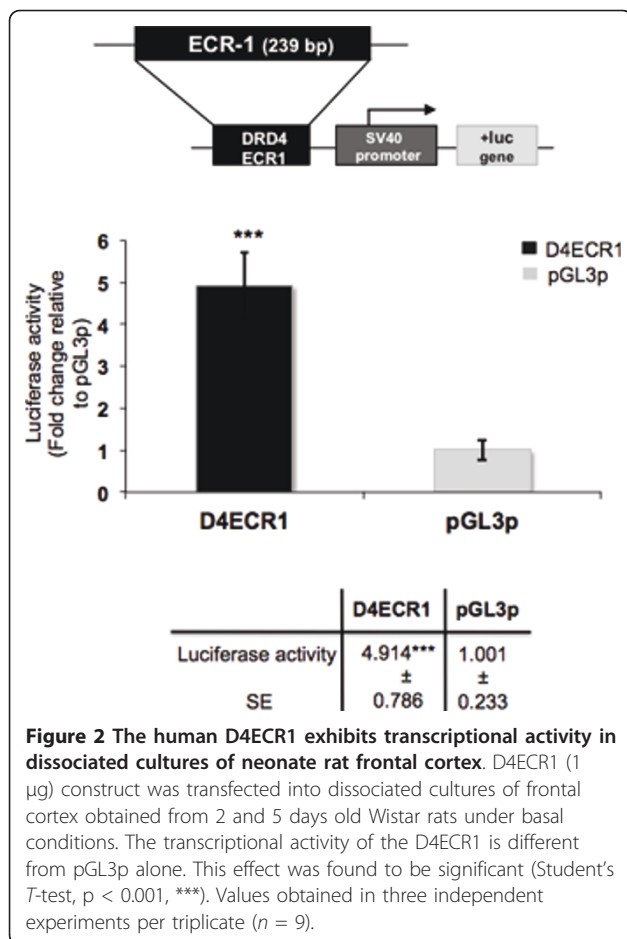 ECR-1 (239 bp)
DRD4
ECR1
SV40
promoter
+luc
gene
Luciferase activity
(Fold change relative
to pGL3p)
6
5
4
3
2
1
0
***
D4ECR1
pGL3p
D4ECR1
pGL3p
D4ECR1 pGL3p
Luciferase activity 4.914*** 1.001
± ±
SE 0.786 0.233
Figure 2 The human D4ECR1 exhibits transcriptional activity in
dissociated cultures of neonate rat frontal cortex. D4ECR1 (1
μg) construct was transfected into dissociated cultures of frontal
cortex obtained from 2 and 5 days old Wistar rats under basal
conditions. The transcriptional activity of the D4ECR1 is different
from pGL3p alone. This effect was found to be significant (Student's
T-test, p < 0.001, ***). Values obtained in three independent
experiments per triplicate (n = 9).